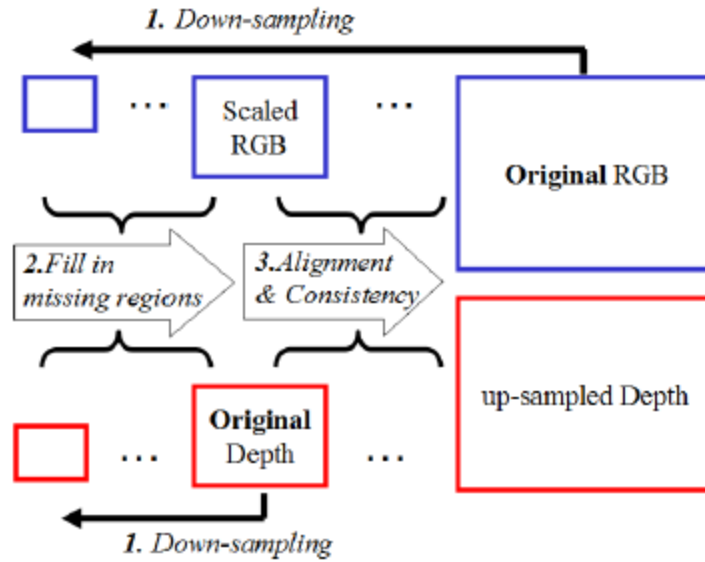 1. Down-sampling
...
...
Scaled
RGB
Original RGB
2.Fill in
missing regions
3.Alignment
& Consistency
up-sampled Depth
Original
Depth
...
...
1. Down-sampling